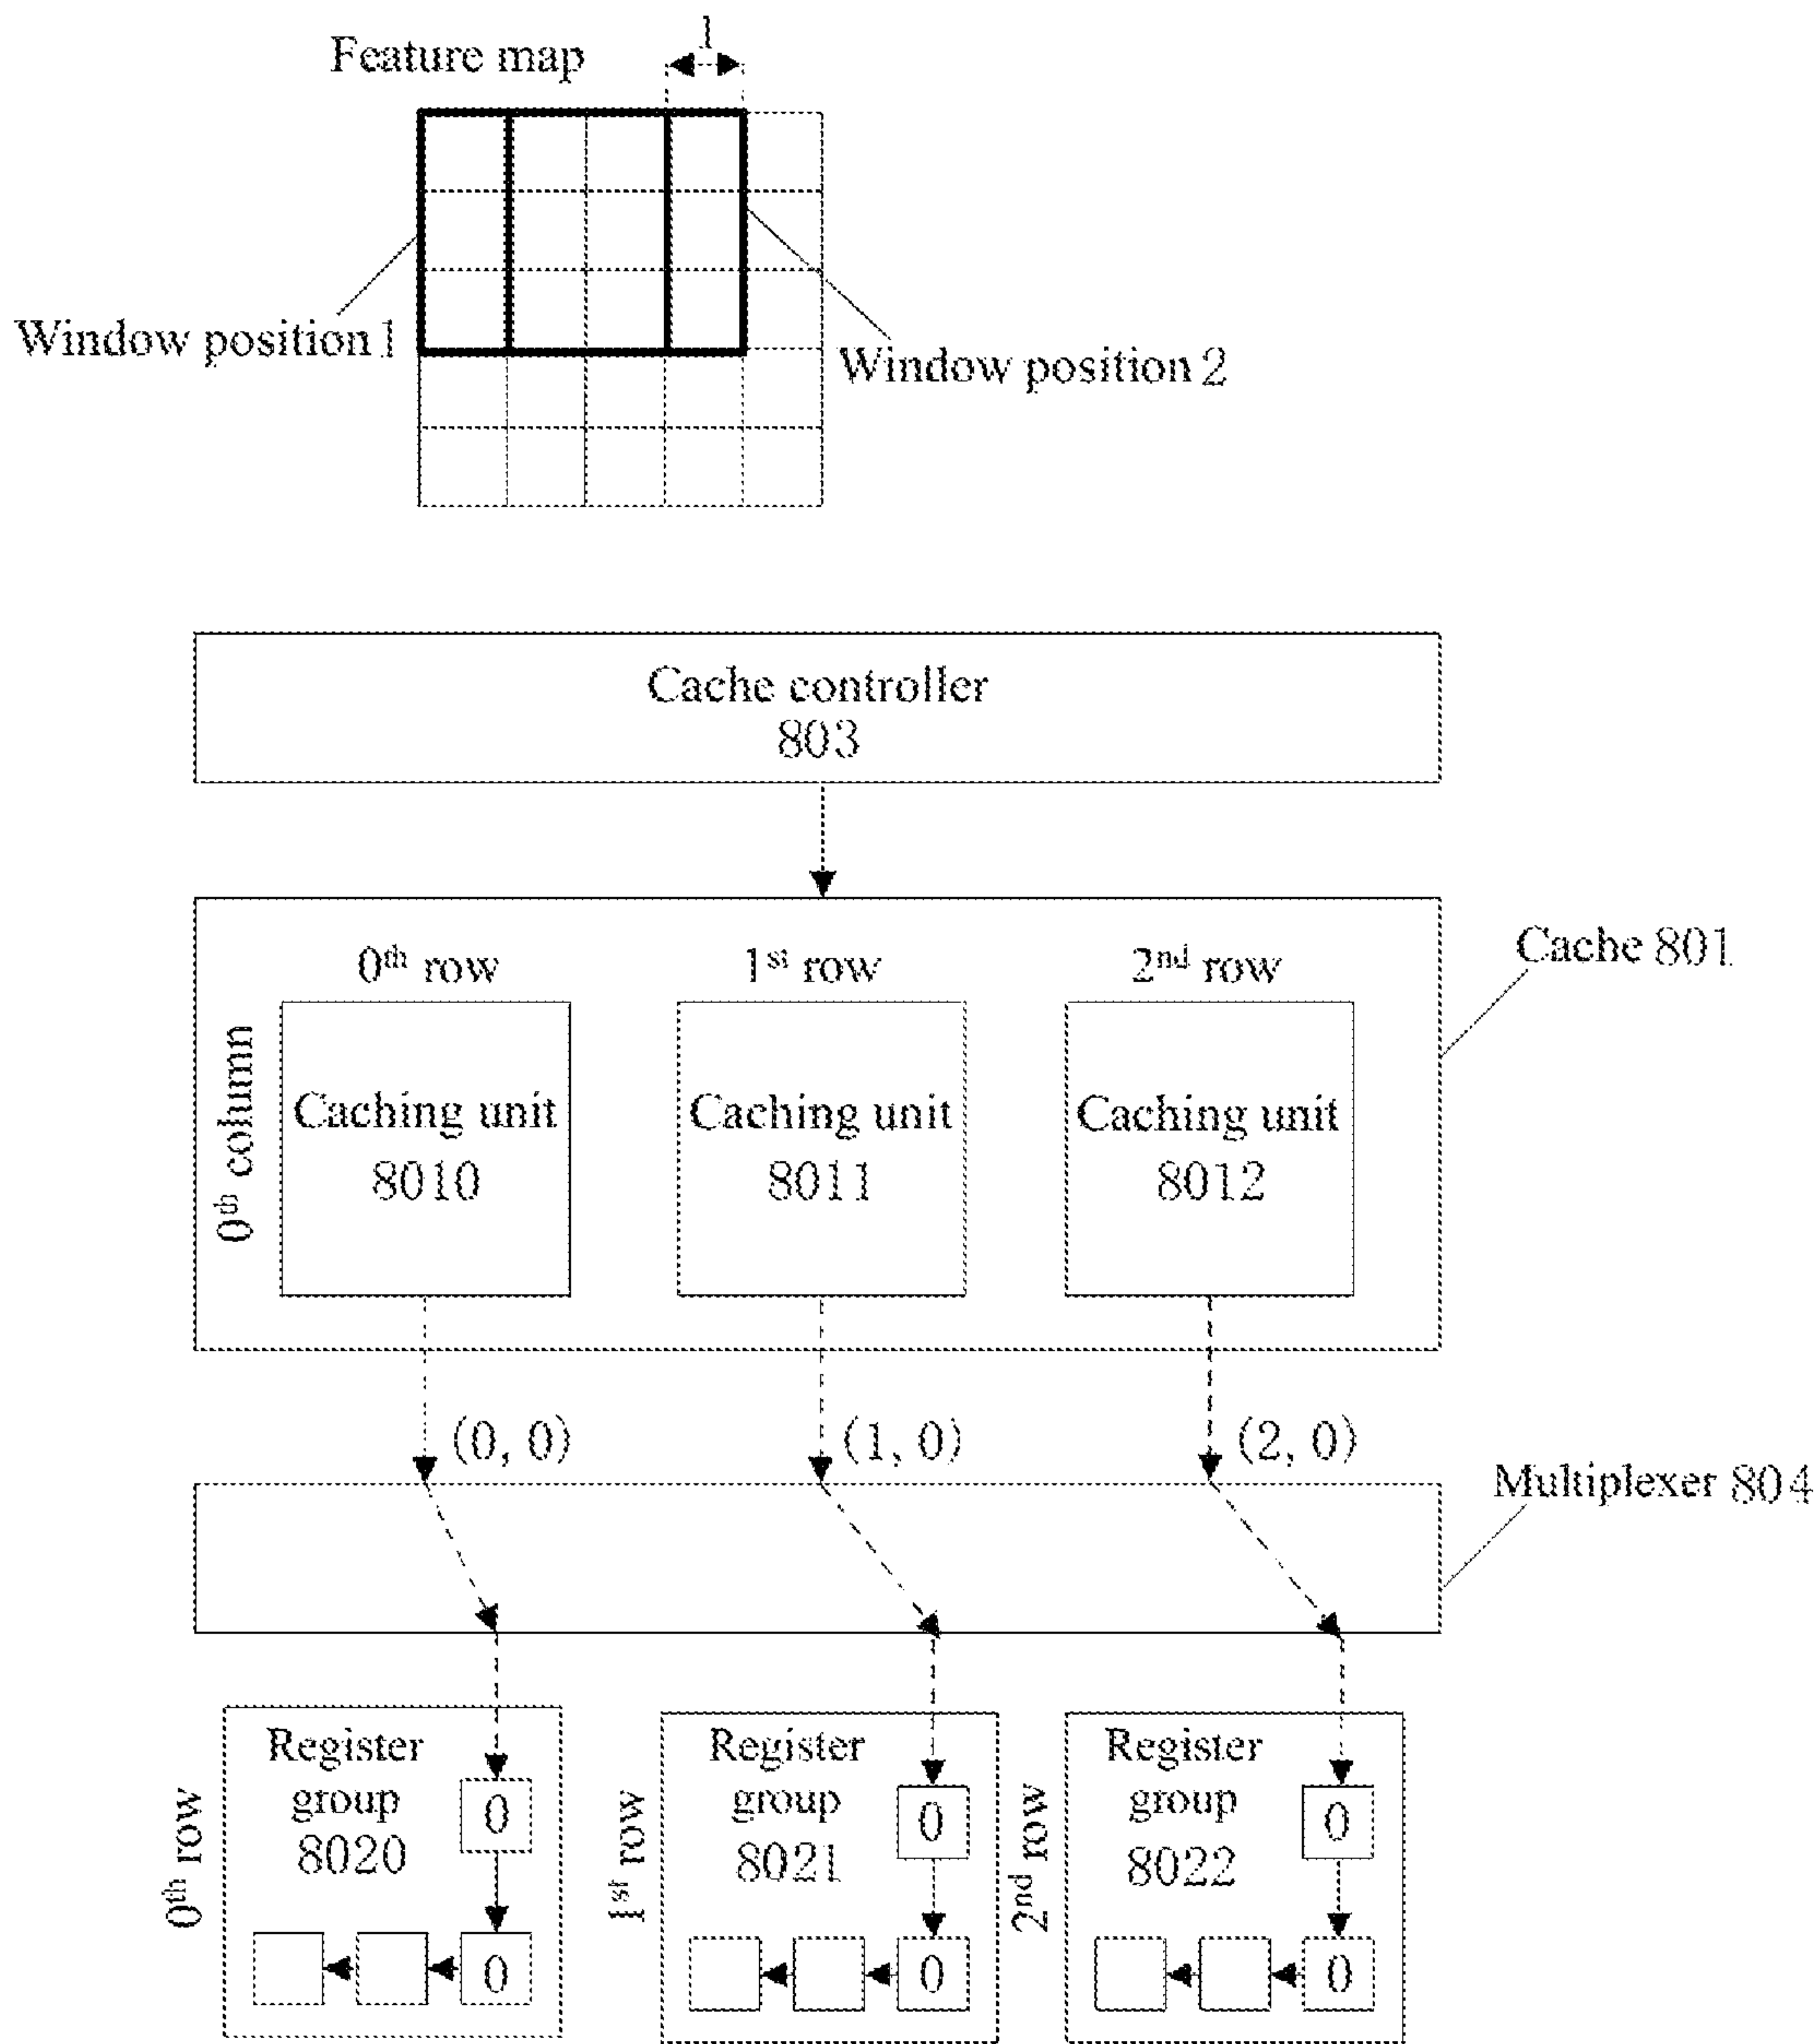 1
Feature map
Window position 1
Window position 2
Cache controller
803
Cache 801
0th row
1st row
2nd row
0th column
Caching unit
8010
Caching unit
8011
Caching unit
8012
(0, 0)
(1, 0)
(2, 0)
Multiplexer 804
0th row
Register
group
8020
0
0
1st row
Register
group
8021
0
0
2nd row
Register
group
8022
0
0